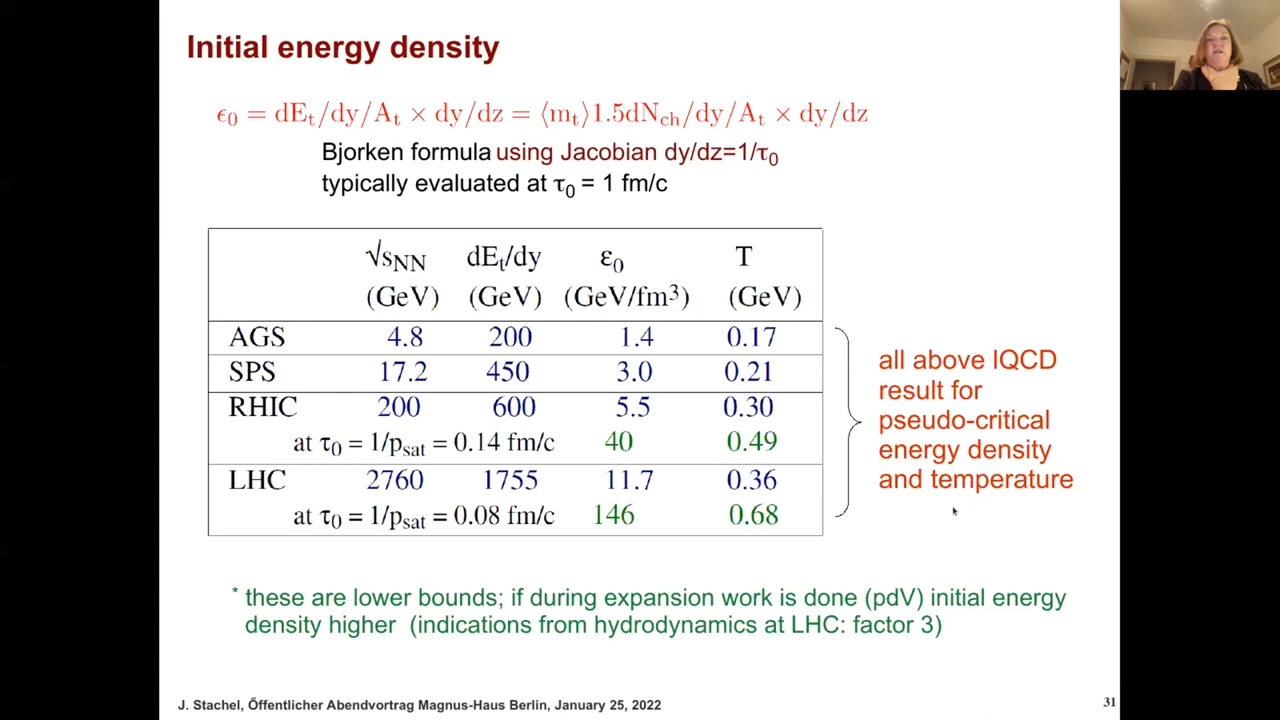 Initial energy density
ϵ₀ = dEₜ/dy/Aₜ × dy/dz = ⟨mₜ⟩1.5dN_ch/dy/Aₜ × dy/dz
Bjorken formula using Jacobian dy/dz=1/τ₀
typically evaluated at τ₀ = 1 fm/c
√s_NN dEₜ/dy ε₀ T
(GeV) (GeV) (GeV/fm³) (GeV)
AGS 4.8 200 1.4 0.17
SPS 17.2 450 3.0 0.21
RHIC 200 600 5.5 0.30
at τ₀ = 1/p_sat = 0.14 fm/c 40 0.49
LHC 2760 1755 11.7 0.36
at τ₀ = 1/p_sat = 0.08 fm/c 146 0.68
all above lQCD
result for
pseudo-critical
energy density
and temperature
* these are lower bounds; if during expansion work is done (pdV) initial energy
density higher (indications from hydrodynamics at LHC: factor 3)
J. Stachel, Őffentlicher Abendvortrag Magnus-Haus Berlin, January 25, 2022
31